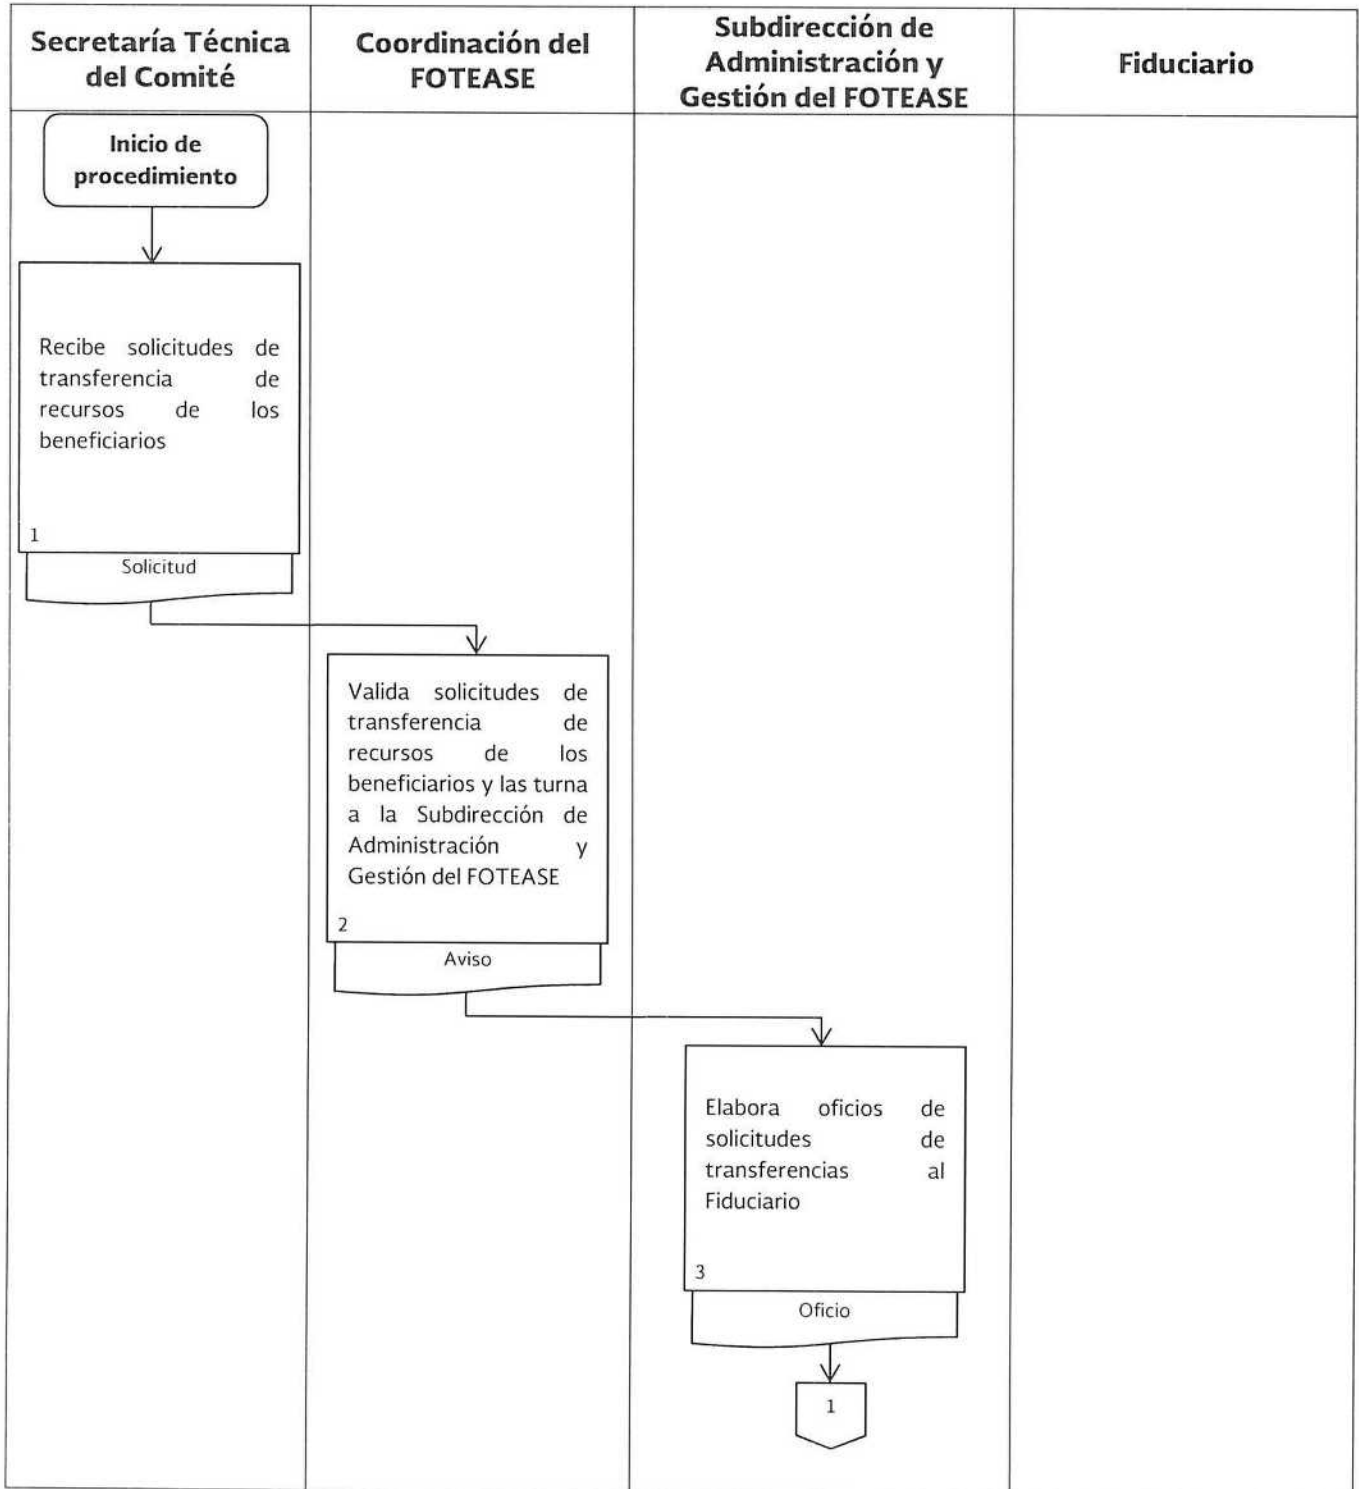 Secretaría Técnica
del Comité
Coordinación del
FOTEASE
Subdirección de
Administración y
Gestión del FOTEASE
Fiduciario
Inicio de
procedimiento
Recibe solicitudes de
transferencia de
recursos de los
beneficiarios
1
Solicitud
Valida solicitudes de
transferencia de
recursos de los
beneficiarios y las turna
a la Subdirección de
Administración y
Gestión del FOTEASE
2
Aviso
Elabora oficios de
solicitudes de
transferencias al
Fiduciario
3
Oficio
1